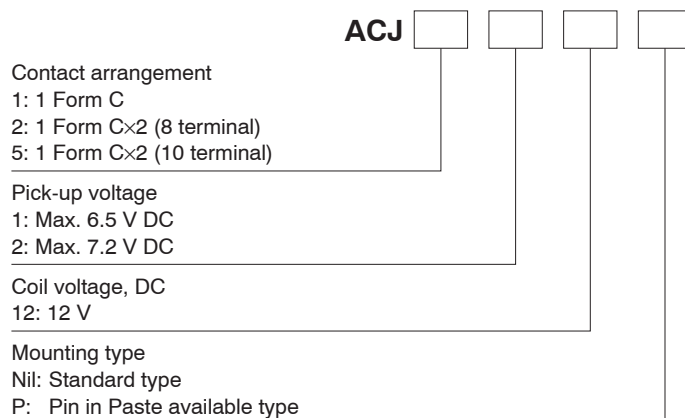 ACJ
Contact arrangement
1: 1 Form C
2: 1 Form C×2 (8 terminal)
5: 1 Form C×2 (10 terminal)
Pick-up voltage
1: Max. 6.5 V DC
2: Max. 7.2 V DC
Coil voltage, DC
12: 12 V
Mounting type
Nil: Standard type
P: Pin in Paste available type